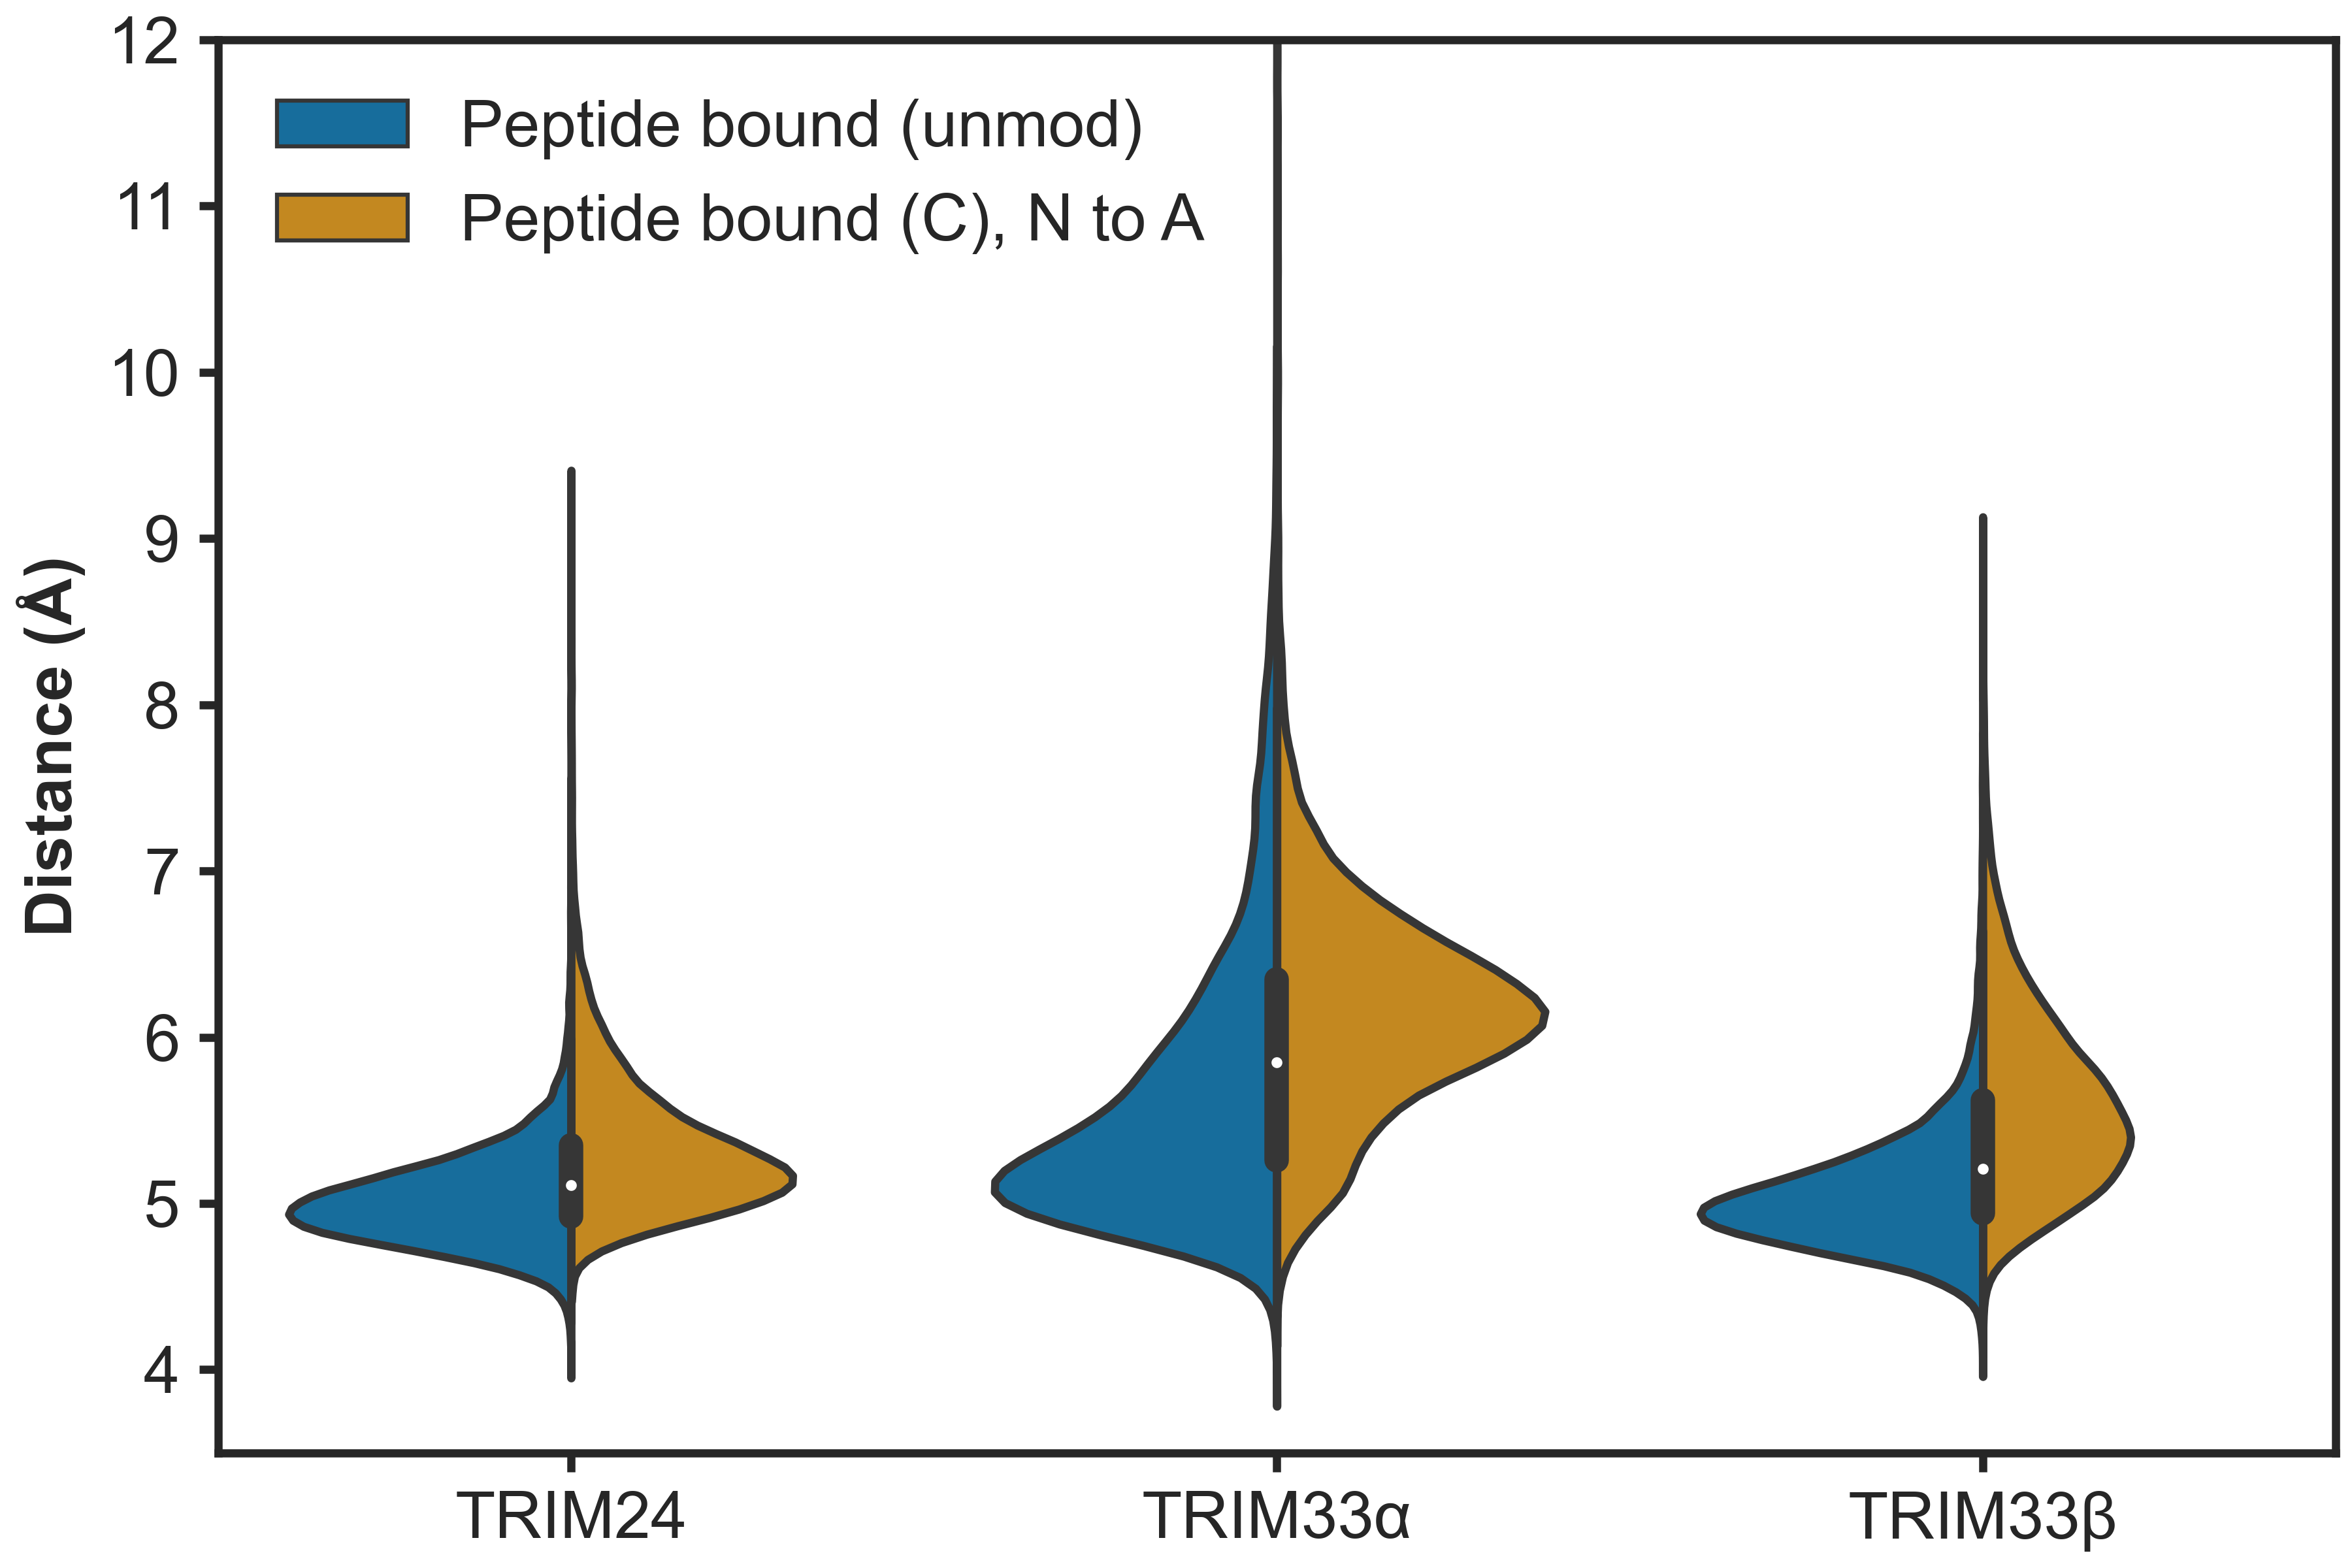 12
11
10
9
8
7
6
5
4
Distance (Å)
Peptide bound (unmod)
Peptide bound (C), N to A
TRIM24
TRIM33α
TRIM33β